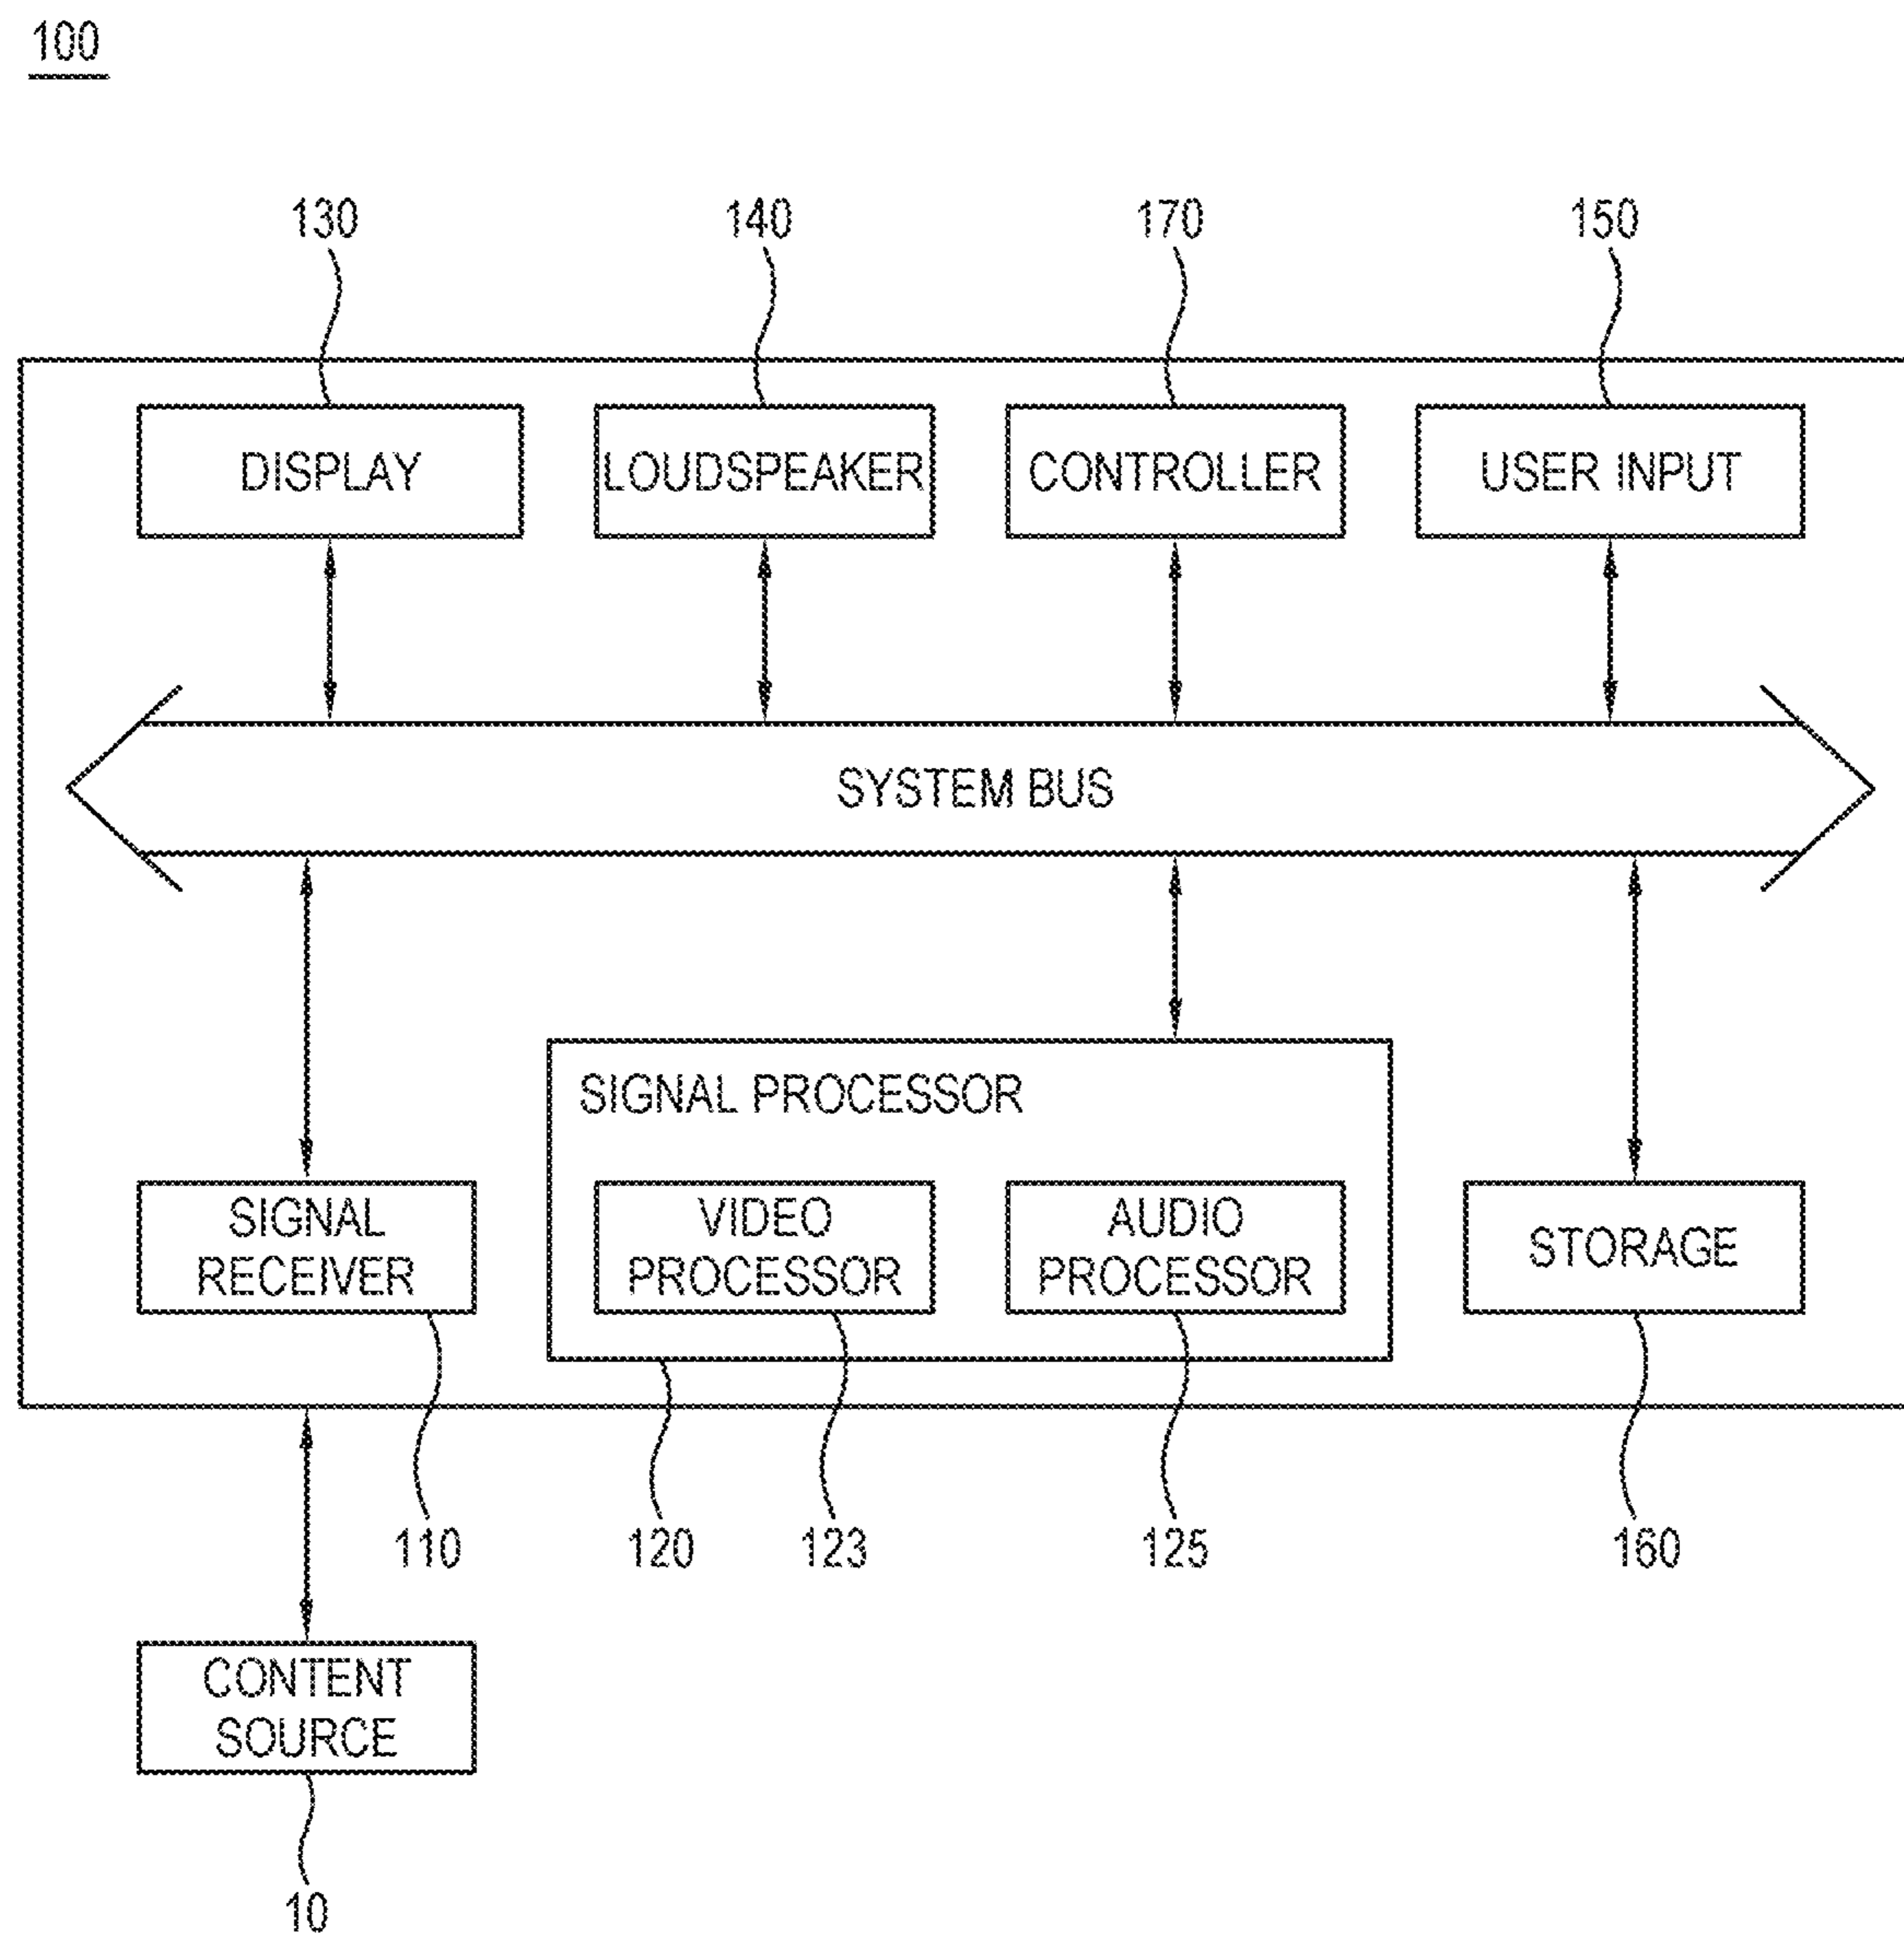 100
130
140
170
150
DISPLAY
LOUDSPEAKER
CONTROLLER
USER INPUT
SYSTEM BUS
SIGNAL PROCESSOR
SIGNAL
RECEIVER
VIDEO
PROCESSOR
AUDIO
PROCESSOR
STORAGE
110
120
123
125
160
CONTENT
SOURCE
10